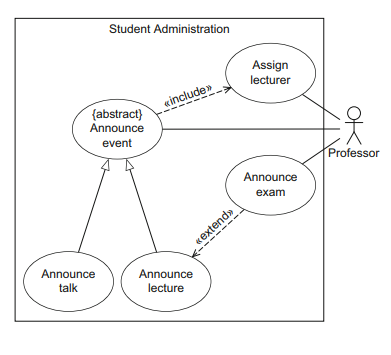 Student Administration
Assign
lecturer
«include»
{abstract}
Announce
event
Professor
Announce
exam
«extend»
Announce
talk
Announce
lecture